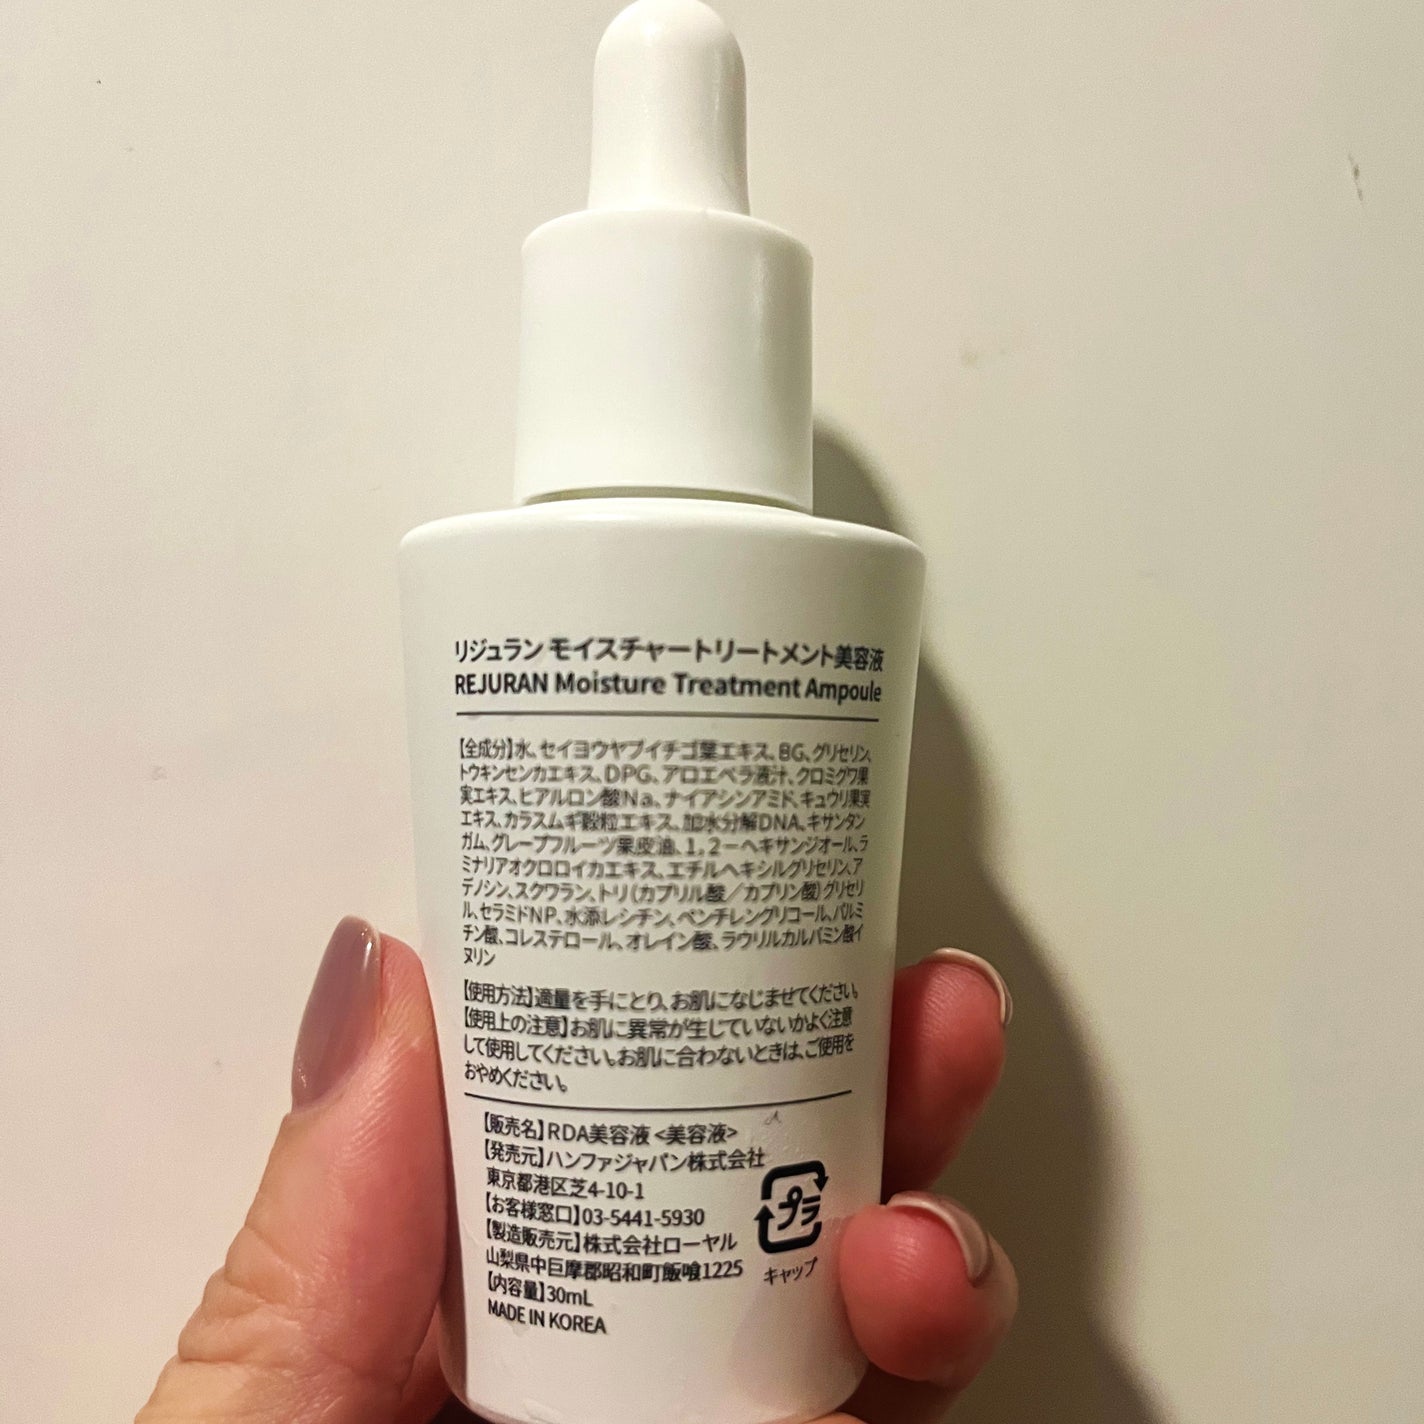 リジュラン モイスチャートリートメント美容液
REJURAN Moisture Treatment Ampoule
【全成分】水、セイヨウヤブイチゴ葉エキス、BG、グリセリン、
トウキンセンカエキス、DPG、アロエベラ液汁、クロミグワ果
実エキス、ヒアルロン酸Na、ナイアシンアミド、キュウリ果実
エキス、カラスムギ穀粒エキス、加水分解DNA、キサンタン
ガム、グレープフルーツ果皮油、1,2-ヘキサンジオール、ラ
ミナリアオクロロイカエキス、エチルヘキシルグリセリン、ア
デノシン、スクワラン、トリ(カプリル酸/カプリン酸)グリセリ
ル、セラミドNP、水添レシチン、ペンチレングリコール、パルミ
チン酸、コレステロール、オレイン酸、ラウリルカルバミン酸イ
ヌリン
【使用方法】適量を手にとり、お肌になじませてください。
【使用上の注意】お肌に異常が生じていないかよく注意
して使用してください。お肌に合わないときは、ご使用を
おやめください。
【販売名】RDA美容液 <美容液>
【発売元】ハンファジャパン株式会社
東京都港区芝4-10-1
【お客様窓口】03-5441-5930
【製造販売元】株式会社ローヤル
山梨県中巨摩郡昭和町飯喰1225
【内容量】30mL
MADE IN KOREA
プラ
キャップ